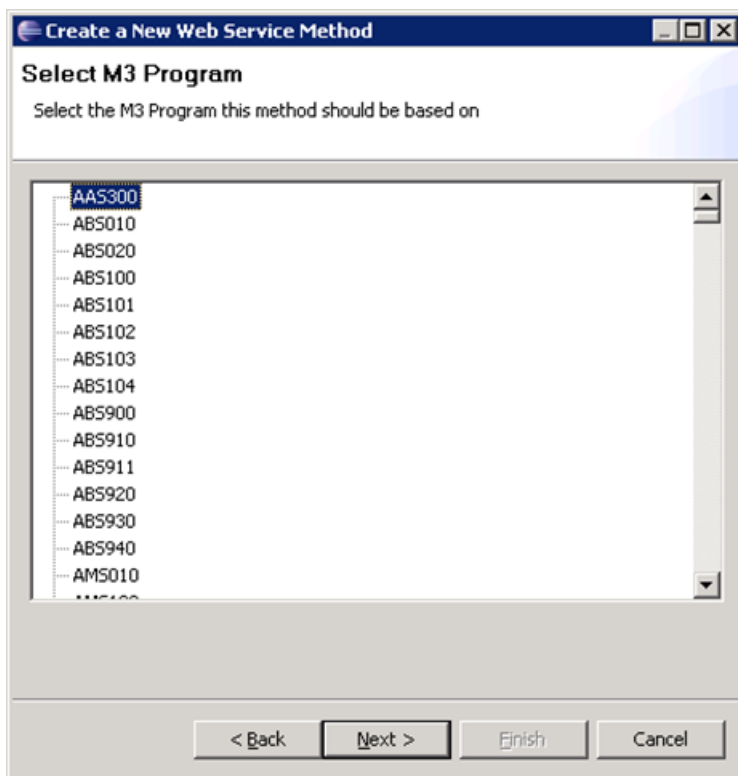 Create a New Web Service Method
Select M3 Program
Select the M3 Program this method should be based on
AAS300
ABS010
ABS020
ABS100
ABS101
ABS102
ABS103
ABS104
ABS900
ABS910
ABS911
ABS920
ABS930
ABS940
AMS010
< Back Next > Finish Cancel